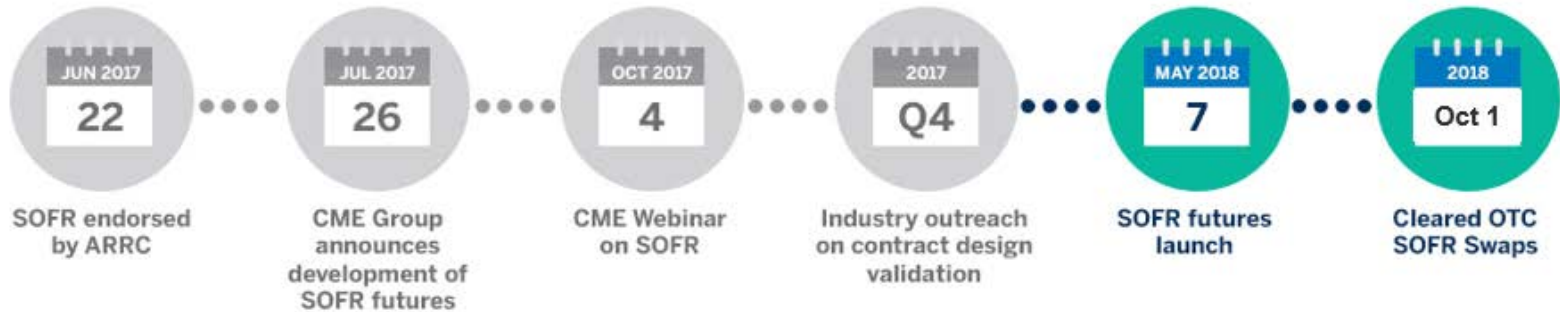 JUN 2017
22
SOFR endorsed
by ARRC
JUL 2017
26
CME Group
announces
development of
SOFR futures
OCT 2017
4
CME Webinar
on SOFR
2017
Q4
Industry outreach
on contract design
validation
MAY 2018
7
SOFR futures
launch
2018
Oct 1
Cleared OTC
SOFR Swaps